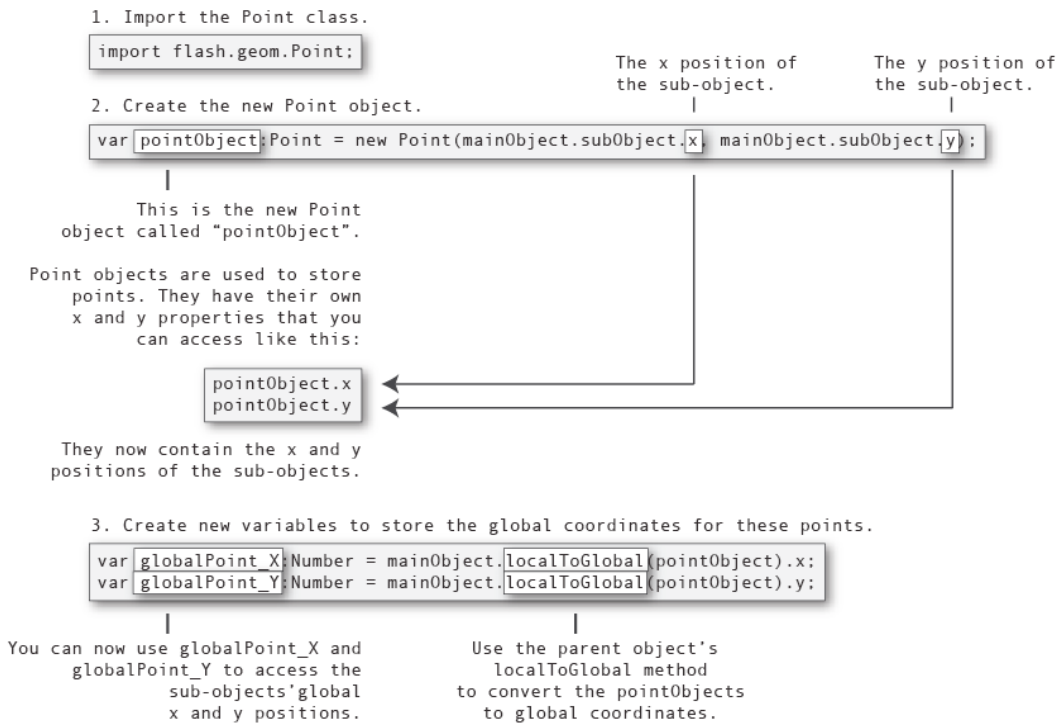 1. Import the Point class.
import flash.geom.Point;
The x position of
the sub-object.
The y position of
the sub-object.
2. Create the new Point object.
var pointObject:Point = new Point(mainObject.subObject.x, mainObject.subObject.y);
This is the new Point
object called “pointObject”.
Point objects are used to store
points. They have their own
x and y properties that you
can access like this:
pointObject.x
pointObject.y
They now contain the x and y
positions of the sub-objects.
3. Create new variables to store the global coordinates for these points.
var globalPoint_X:Number = mainObject.localToGlobal(pointObject).x;
var globalPoint_Y:Number = mainObject.localToGlobal(pointObject).y;
You can now use globalPoint_X and
globalPoint_Y to access the
sub-objects’global
x and y positions.
Use the parent object’s
localToGlobal method
to convert the pointObjects
to global coordinates.